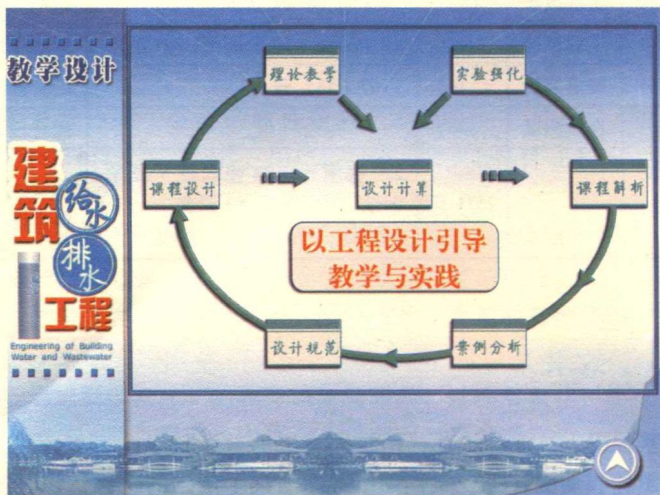 教学设计
建筑
给水
排水
工程
Engineering of Building
Water and Wastewater
理论教学
实验强化
课程设计
设计计算
课程解析
以工程设计引导
教学与实践
设计规范
案例分析